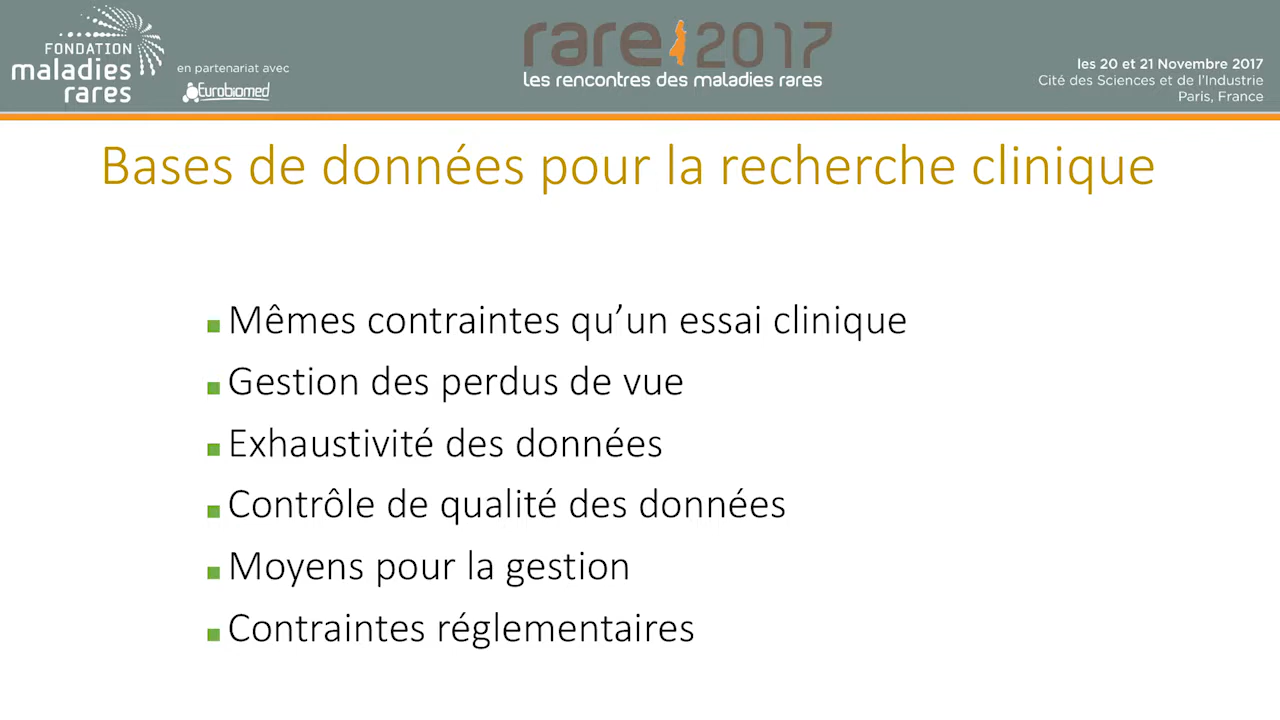 FONDATION
maladies
rares
en partenariat avec
Eurobiomed
rare 2017
les rencontres des maladies rares
les 20 et 21 Novembre 2017
Cité des Sciences et de l'Industrie
Paris, France
Bases de données pour la recherche clinique
Mêmes contraintes qu'un essai clinique
Gestion des perdus de vue
Exhaustivité des données
Contrôle de qualité des données
Moyens pour la gestion
Contraintes réglementaires